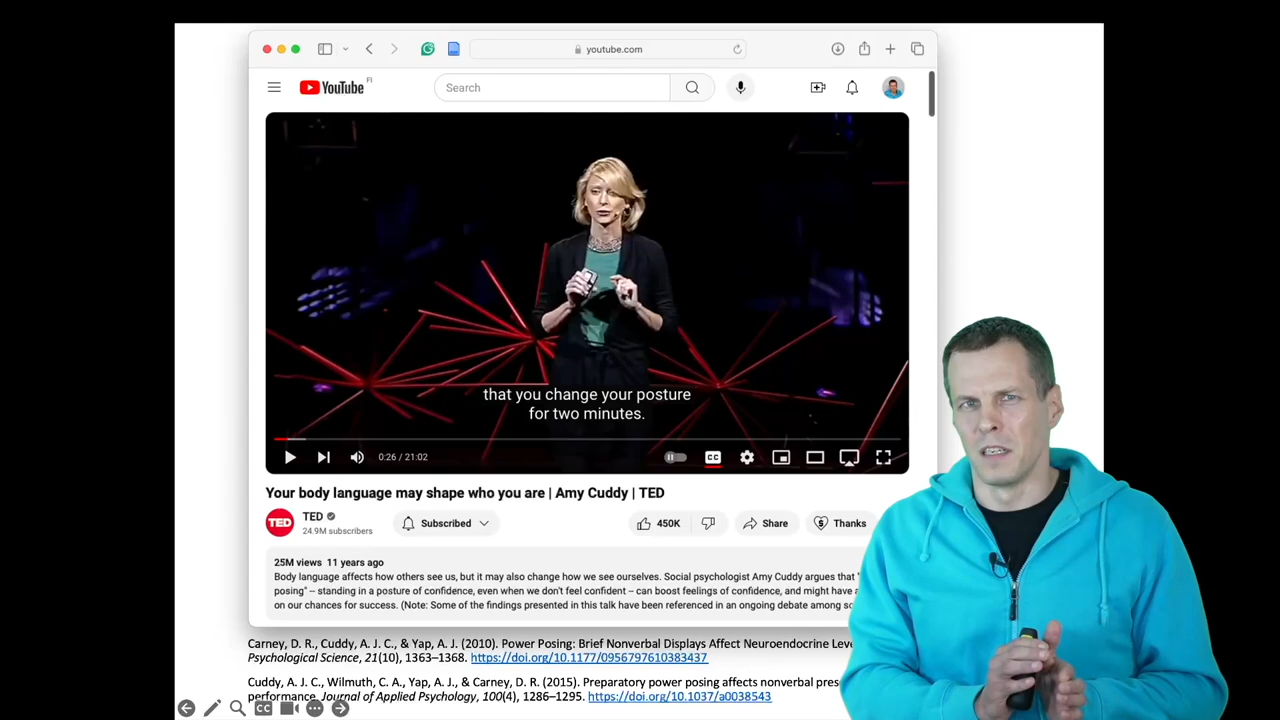 youtube.com
YouTube FI
Search
that you change your posture
for two minutes.
0:26 / 21:02
CC
Your body language may shape who you are | Amy Cuddy | TED
TED
TED
24.9M subscribers
Subscribed
450K
Share
Thanks
25M views 11 years ago
Body language affects how others see us, but it may also change how we see ourselves. Social psychologist Amy Cuddy argues that
posing" -- standing in a posture of confidence, even when we don't feel confident -- can boost feelings of confidence, and might have
on our chances for success. (Note: Some of the findings presented in this talk have been referenced in an ongoing debate among
Carney, D. R., Cuddy, A. J. C., & Yap, A. J. (2010). Power Posing: Brief Nonverbal Displays Affect Neuroendocrine
Psychological Science, 21(10), 1363–1368. https://doi.org/10.1177/0956797610383437
Cuddy, A. J. C., Wilmuth, C. A., Yap, A. J., & Carney, D. R. (2015). Preparatory power posing affects nonverbal
performance. Journal of Applied Psychology, 100(4), 1286–1295. https://doi.org/10.1037/a0038543
CC